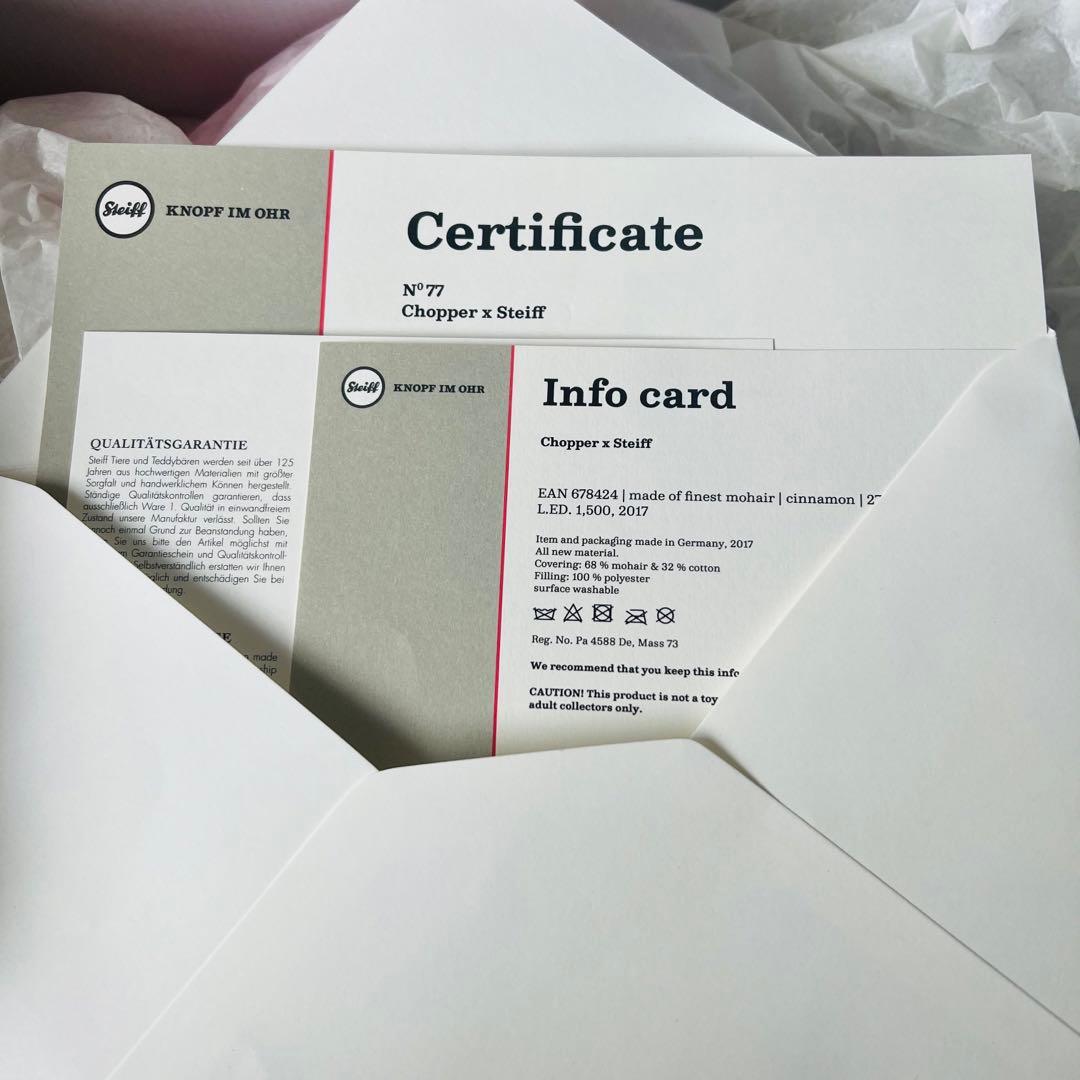 Steiff KNOPF IM OHR
Certificate
Nº 77
Chopper x Steiff
QUALITÄTSGARANTIE
Steiff Tiere und Teddybären werden seit über 125
Jahren aus hochwertigen Materialien mit größter
Sorgfalt und handwerklichem Können hergestellt.
Ständige Qualitätskontrollen garantieren, dass
ausschließlich Ware 1. Qualität in einwandfreiem
Zustand unsere Manufaktur verlässt. Sollten Sie
einmal Grund zur Beanstandung haben,
Sie uns bitte den Artikel möglichst mit
Garantieschein und Qualitätskontroll-
Selbstverständlich erstatten wir Ihnen
und entschädigen Sie bei
made
Steiff KNOPF IM OHR
Info card
Chopper x Steiff
EAN 678424 | made of finest mohair | cinnamon |
L.ED. 1,500, 2017
Item and packaging made in Germany, 2017
All new material.
Covering: 68 % mohair & 32 % cotton
Filling: 100 % polyester
surface washable
Reg. No. Pa 4588 De, Mass 73
We recommend that you keep this
CAUTION! This product is not a toy
adult collectors only.